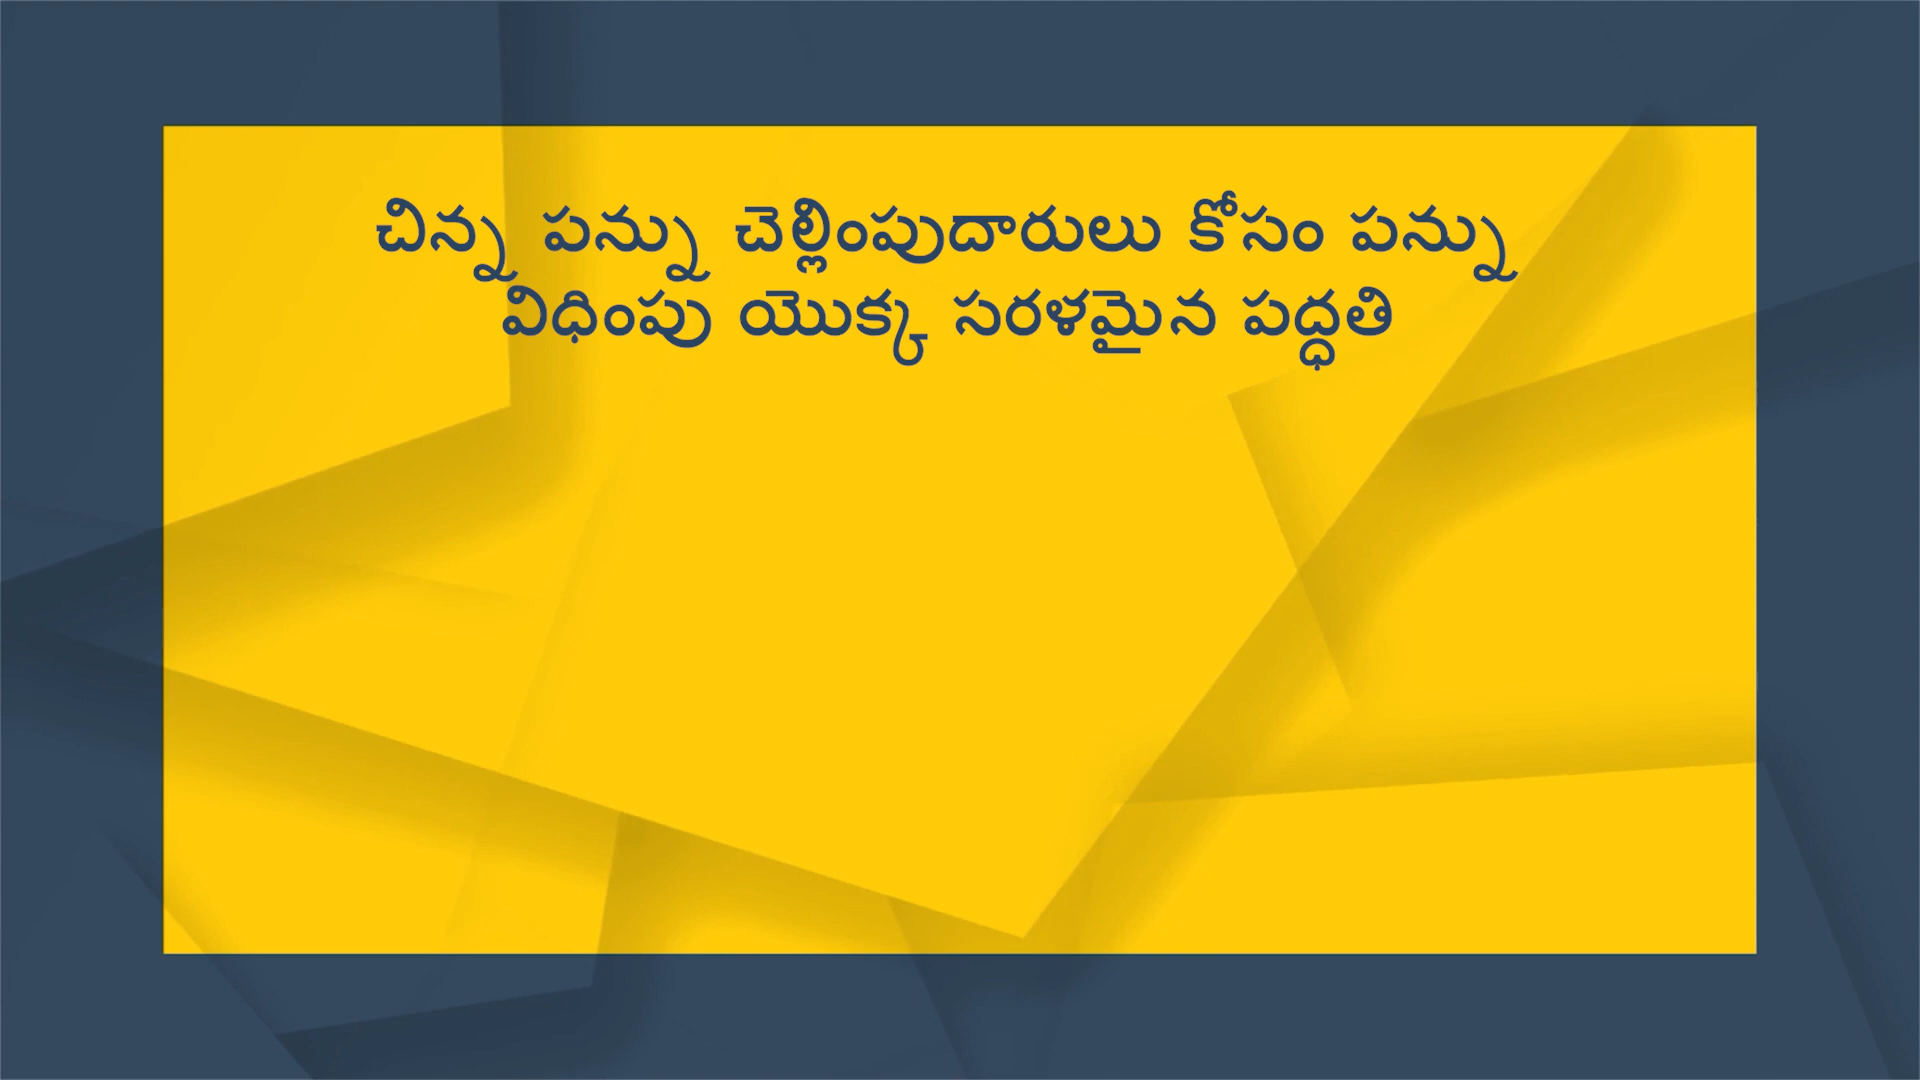 చిన్న పన్ను చెల్లింపుదారులు కోసం పన్ను
విధింపు యొక్క సరళమైన పద్ధతి